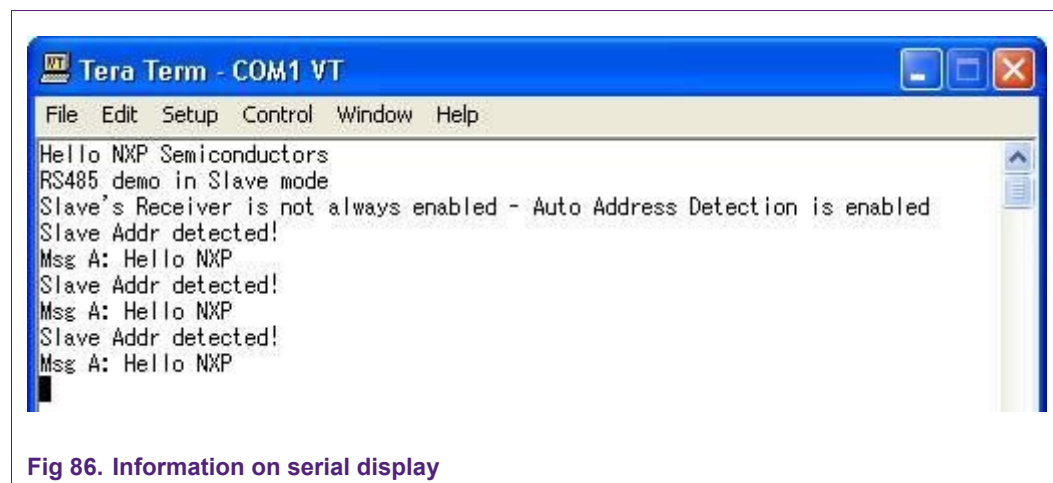 Tera Term - COM1 VT
File Edit Setup Control Window Help
Hello NXP Semiconductors
RS485 demo in Slave mode
Slave's Receiver is not always enabled - Auto Address Detection is enabled
Slave Addr detected!
Msg A: Hello NXP
Slave Addr detected!
Msg A: Hello NXP
Slave Addr detected!
Msg A: Hello NXP
Fig 86. Information on serial display